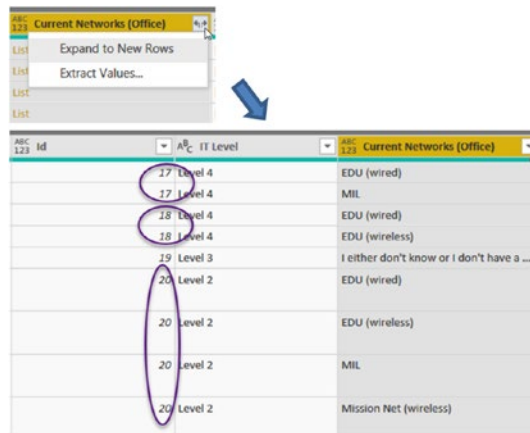 ABC 123 Current Networks (Office)
List
Expand to New Rows
List
Extract Values...
List
List
ABC 123 Id ABC IT Level ABC 123 Current Networks (Office)
17 Level 4 EDU (wired)
17 Level 4 MIL
18 Level 4 EDU (wired)
18 Level 4 EDU (wireless)
19 Level 3 I either don't know or I don't have a ...
20 Level 2 EDU (wired)
20 Level 2 EDU (wireless)
20 Level 2 MIL
20 Level 2 Mission Net (wireless)